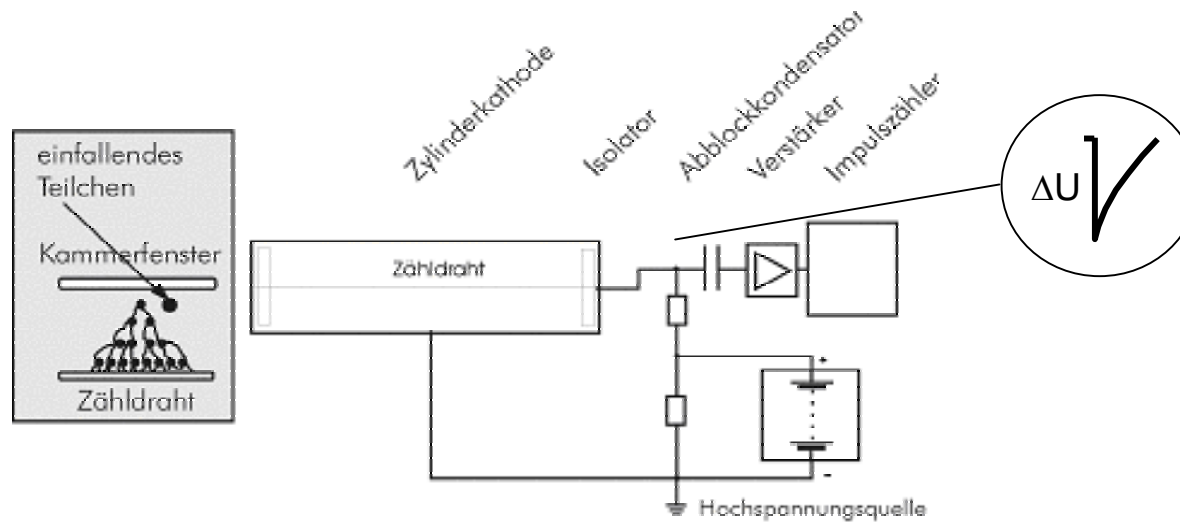 einfallendes
Teilchen
Kammerfenster
Zähldraht
Zylinderkathode
Isolator
Abblockkondensator
Verstärker
Impulszähler
Zähldraht
ΔU
+
-
Hochspannungsquelle